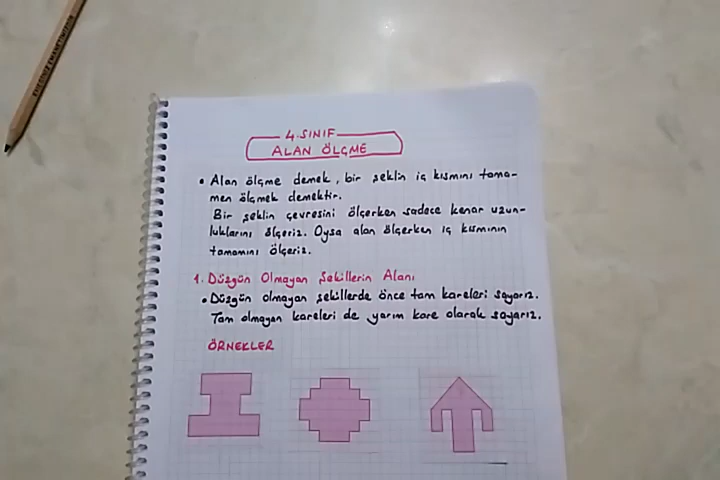 4. SINIF
ALAN ÖLÇME
• Alan ölçme demek, bir şeklin iç kısmını tama-
men ölçmek demektir.
Bir şeklin çevresini ölçerken sadece kenar uzun-
luklarını ölçeriz. Oysa alan ölçerken iç kısmının
tamamını ölçeriz.
1. Düzgün Olmayan Şekillerin Alanı
• Düzgün olmayan şekillerde önce tam kareleri sayarız.
Tam olmayan kareleri de yarım kare olarak sayarız.
ÖRNEKLER